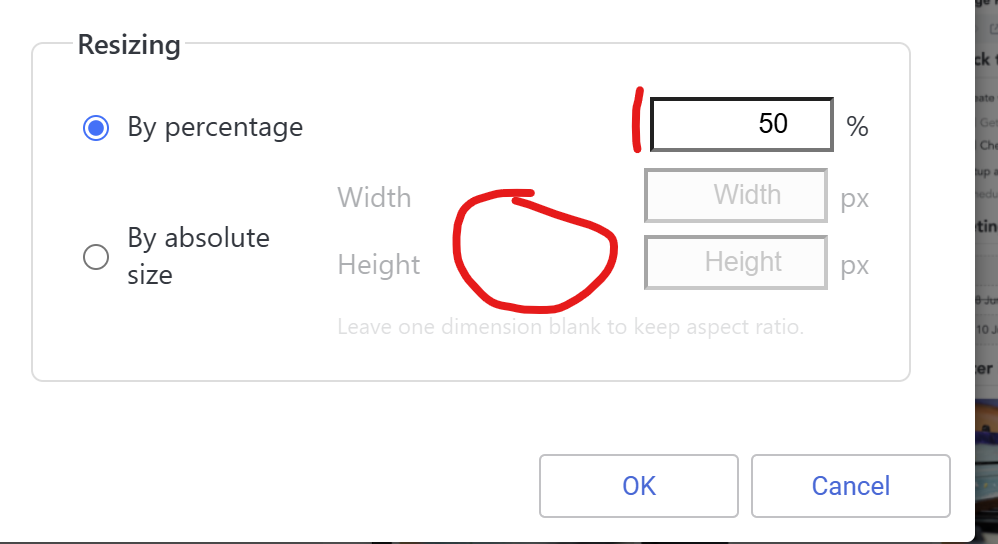 Resizing
By percentage
50 %
Width
Width px
By absolute
size
Height
Height px
Leave one dimension blank to keep aspect ratio.
OK
Cancel